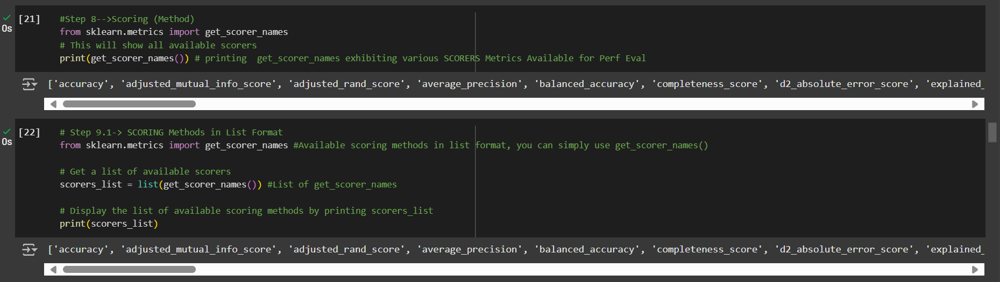 [21] #Step 8-->Scoring (Method)
from sklearn.metrics import get_scorer_names
# This will show all available scorers
print(get_scorer_names()) # printing  get_scorer_names exhibiting various SCORERS Metrics Available for Perf Eval
0s
['accuracy', 'adjusted_mutual_info_score', 'adjusted_rand_score', 'average_precision', 'balanced_accuracy', 'completeness_score', 'd2_absolute_error_score', 'explained_
[22] # Step 9.1-> SCORING Methods in List Format
from sklearn.metrics import get_scorer_names #Available scoring methods in list format, you can simply use get_scorer_names()
0s
# Get a list of available scorers
scorers_list = list(get_scorer_names()) #List of get_scorer_names
# Display the list of available scoring methods by printing scorers_list
print(scorers_list)
['accuracy', 'adjusted_mutual_info_score', 'adjusted_rand_score', 'average_precision', 'balanced_accuracy', 'completeness_score', 'd2_absolute_error_score', 'explained_